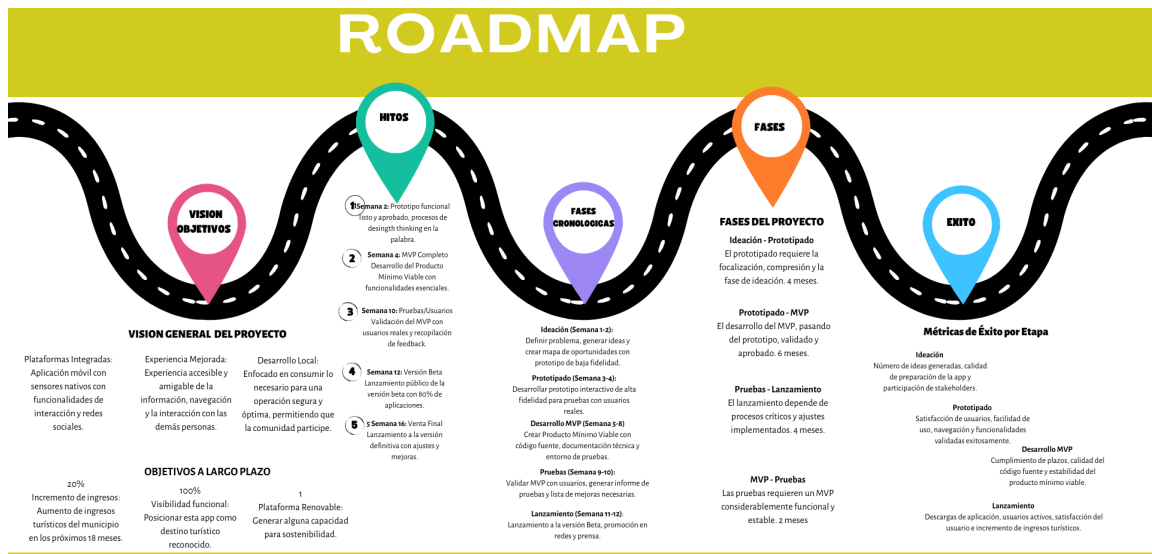 ROADMAP
VISION
OBJETIVOS
VISION GENERAL DEL PROYECTO
Plataformas Integradas:
Aplicación móvil con
sensores nativos con
funcionalidades de
interacción y redes
sociales.
Experiencia Mejorada:
Experiencia accesible y
amigable de la
información, navegación
y la interacción con las
demás personas.
Desarrollo Local:
Enfocado en consumir lo
necesario para una
operación segura y
óptima, permitiendo que
la comunidad participe.
OBJETIVOS A LARGO PLAZO
20%
Incremento de ingresos:
Aumento de ingresos
turísticos del municipio
en los próximos 18 meses.
100%
Visibilidad funcional:
Posicionar esta app como
destino turístico
reconocido.
1
Plataforma Renovable:
Generar alguna capacidad
para sostenibilidad.
HITOS
1
Semana 2: Prototipo funcional
listo y aprobado, procesos de
desingth thinking en la
palabra.
2
Semana 4: MVP Completo
Desarrollo del Producto
Mínimo Viable con
funcionalidades esenciales.
3
Semana 10: Pruebas/Usuarios
Validación del MVP con
usuarios reales y recopilación
de feedback.
4
Semana 12: Versión Beta
Lanzamiento público de la
versión beta con 80% de
aplicaciones.
5
5 Semana 16: Venta Final
Lanzamiento a la versión
definitiva con ajustes y
mejoras.
FASES
CRONOLOGICAS
Ideación (Semana 1-2):
Definir problema, generar ideas y
crear mapa de oportunidades con
prototipo de baja fidelidad.
Prototipado (Semana 3-4):
Desarrollar prototipo interactivo de alta
fidelidad para pruebas con usuarios
reales.
Desarrollo MVP (Semana 5-8)
Crear Producto Mínimo Viable con
código fuente, documentación técnica y
entorno de pruebas.
Pruebas (Semana 9-10):
Validar MVP con usuarios, generar informe de
pruebas y lista de mejoras necesarias.
Lanzamiento (Semana 11-12):
Lanzamiento a la versión Beta, promoción en
redes y prensa.
FASES
FASES DEL PROYECTO
Ideación - Prototipado
El prototipado requiere la
focalización, compresión y la
fase de ideación. 4 meses.
Prototipado - MVP
El desarrollo del MVP, pasando
del prototipo, validado y
aprobado. 6 meses.
Pruebas - Lanzamiento
El lanzamiento depende de
procesos críticos y ajustes
implementados. 4 meses.
MVP - Pruebas
Las pruebas requieren un MVP
considerablemente funcional y
estable. 2 meses
EXITO
Métricas de Éxito por Etapa
Ideación
Número de ideas generadas, calidad
de preparación de la app y
participación de stakeholders.
Prototipado
Satisfacción de usuarios, facilidad de
uso, navegación y funcionalidades
validadas exitosamente.
Desarrollo MVP
Cumplimiento de plazos, calidad del
código fuente y estabilidad del
producto mínimo viable.
Lanzamiento
Descargas de aplicación, usuarios activos, satisfacción del
usuario e incremento de ingresos turísticos.